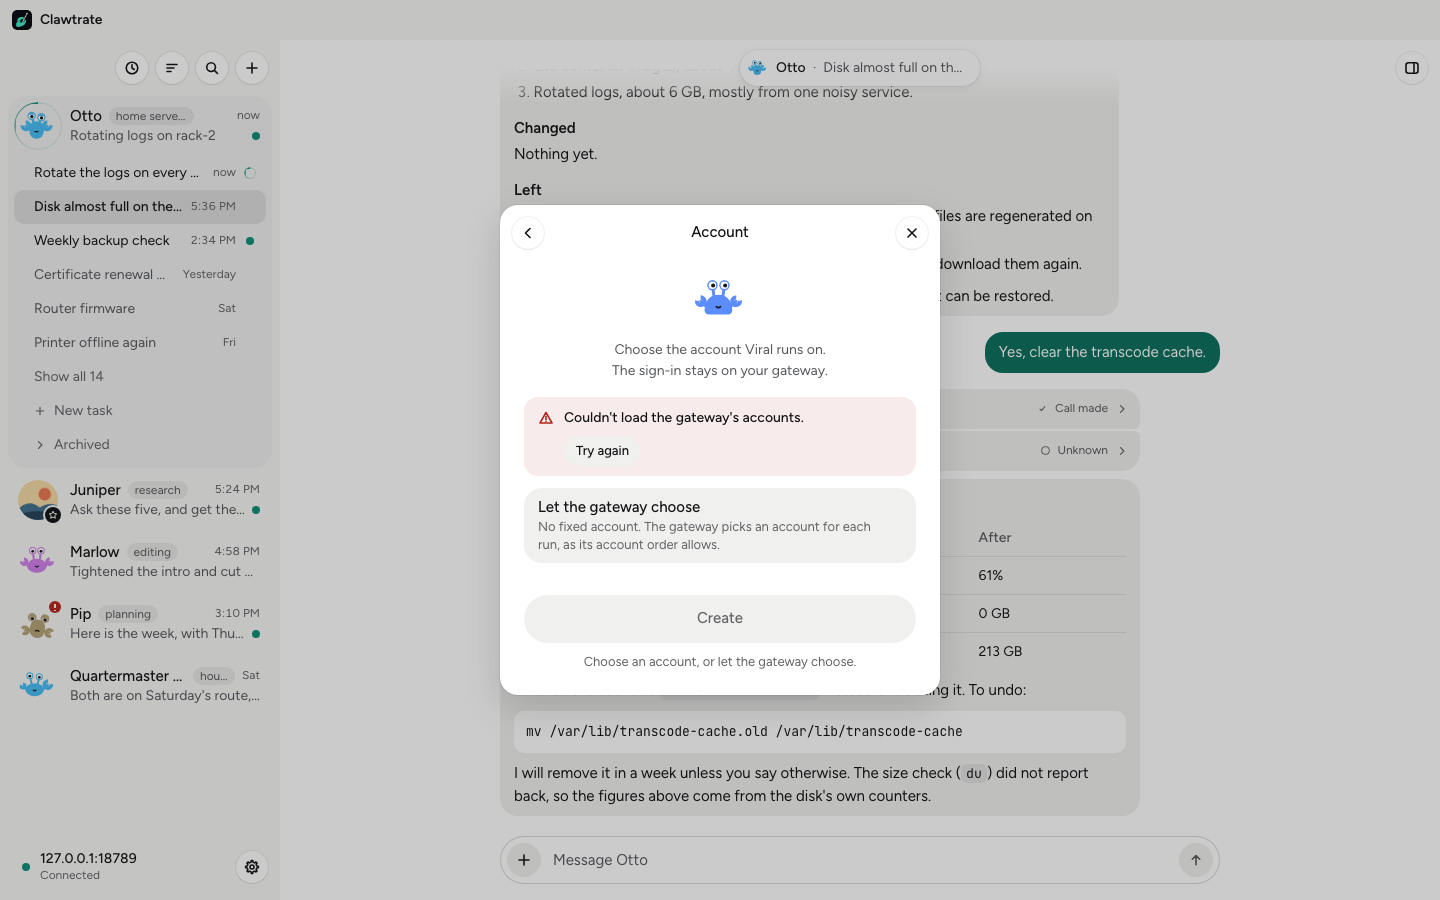 Clawtrate
Otto home serve... now
Rotating logs on rack-2
Rotate the logs on every ... now
Disk almost full on the... 5:36 PM
Weekly backup check 2:34 PM
Certificate renewal ... Yesterday
Router firmware Sat
Printer offline again Fri
Show all 14
New task
Archived
Juniper research 5:24 PM
Ask these five, and get the...
Marlow editing 4:58 PM
Tightened the intro and cut ...
Pip planning 3:10 PM
Here is the week, with Thu...
Quartermaster ... hou... Sat
Both are on Saturday's route,...
127.0.0.1:18789
Connected
Otto · Disk almost full on th...
3. Rotated logs, about 6 GB, mostly from one noisy service.
Changed
Nothing yet.
Left
files are regenerated on
download them again.
can be restored.
Yes, clear the transcode cache.
Call made
Unknown
After
61%
0 GB
213 GB
it. To undo:
mv /var/lib/transcode-cache.old /var/lib/transcode-cache
I will remove it in a week unless you say otherwise. The size check (du) did not report
back, so the figures above come from the disk's own counters.
Message Otto
Account
Choose the account Viral runs on.
The sign-in stays on your gateway.
Couldn't load the gateway's accounts.
Try again
Let the gateway choose
No fixed account. The gateway picks an account for each
run, as its account order allows.
Create
Choose an account, or let the gateway choose.